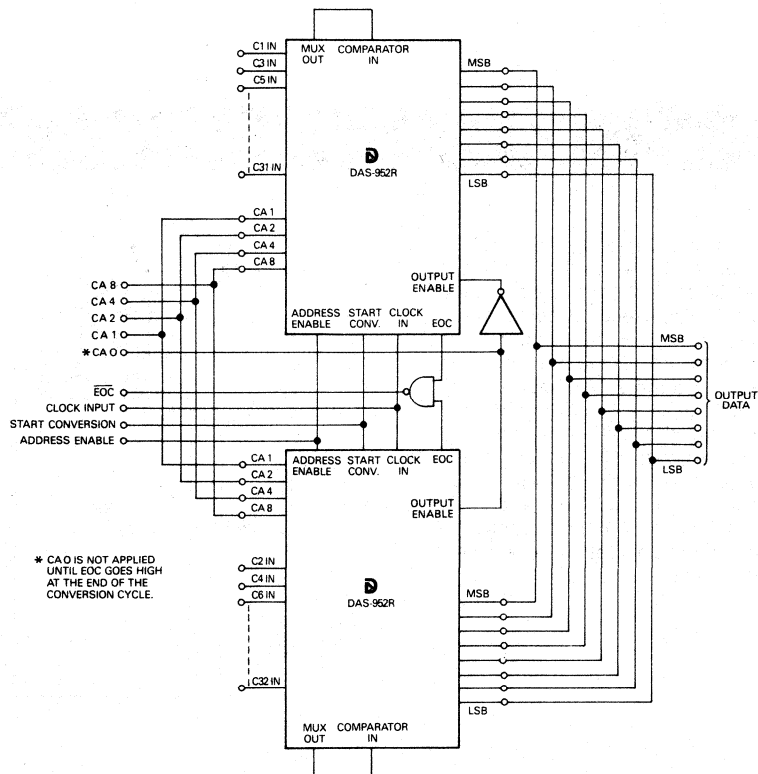 C1 IN
C3 IN
C5 IN
C31 IN
MUX
OUT
COMPARATOR
IN
MSB
LSB
DAS-952R
CA 1
CA 2
CA 4
CA 8
OUTPUT
ENABLE
ADDRESS
ENABLE
START
CONV.
CLOCK
IN
EOC
CA 8
CA 4
CA 2
CA 1
* CA O
EOC
CLOCK INPUT
START CONVERSION
ADDRESS ENABLE
MSB
OUTPUT
DATA
LSB
CA 1
CA 2
CA 4
CA 8
ADDRESS
ENABLE
START
CONV.
CLOCK
IN
EOC
OUTPUT
ENABLE
* CA O IS NOT APPLIED
UNTIL EOC GOES HIGH
AT THE END OF THE
CONVERSION CYCLE.
C2 IN
C4 IN
C6 IN
C32 IN
DAS-952R
MSB
LSB
MUX
OUT
COMPARATOR
IN